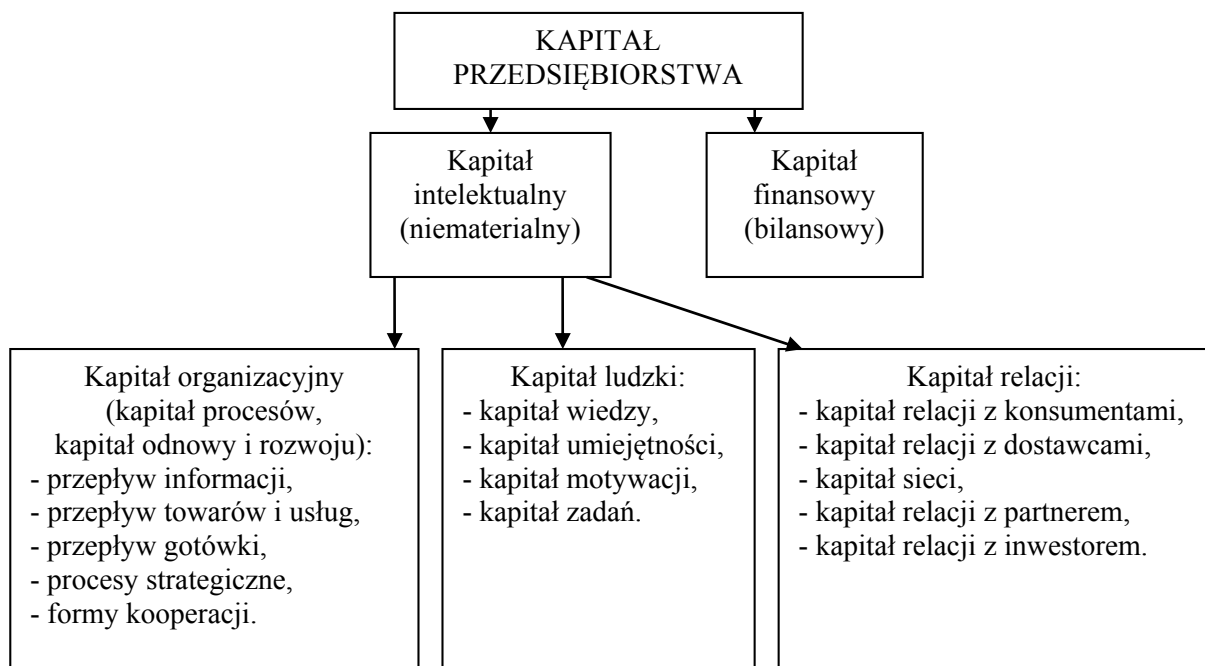 KAPITAŁ
PRZEDSIĘBIORSTWA
Kapitał
intelektualny
(niematerialny)
Kapitał
finansowy
(bilansowy)
Kapitał organizacyjny
(kapitał procesów,
kapitał odnowy i rozwoju):
- przepływ informacji,
- przepływ towarów i usług,
- przepływ gotówki,
- procesy strategiczne,
- formy kooperacji.
Kapitał ludzki:
- kapitał wiedzy,
- kapitał umiejętności,
- kapitał motywacji,
- kapitał zadań.
Kapitał relacji:
- kapitał relacji z konsumentami,
- kapitał relacji z dostawcami,
- kapitał sieci,
- kapitał relacji z partnerem,
- kapitał relacji z inwestorem.